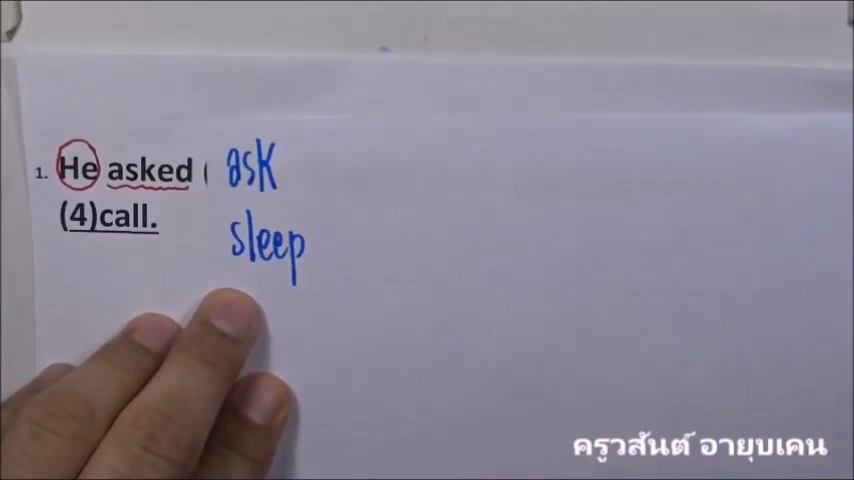 1. He asked ( ask
(4)call. sleep
ครูวสันต์ อายุบเคน